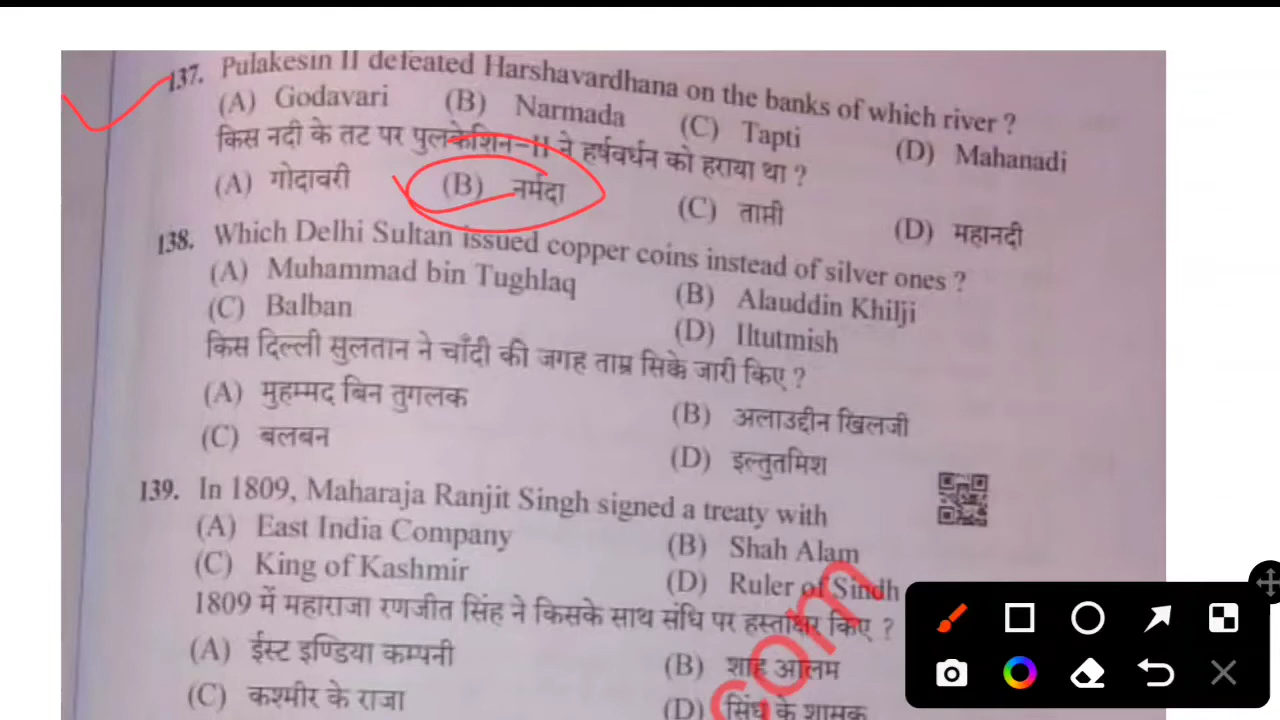 137. Pulakesin II defeated Harshavardhana on the banks of which river ?
(A) Godavari (B) Narmada (C) Tapti (D) Mahanadi
किस नदी के तट पर पुलकेशिन-II ने हर्षवर्धन को हराया था ?
(A) गोदावरी (B) नर्मदा (C) ताप्ती (D) महानदी
138. Which Delhi Sultan issued copper coins instead of silver ones ?
(A) Muhammad bin Tughlaq (B) Alauddin Khilji
(C) Balban (D) Iltutmish
किस दिल्ली सुलतान ने चाँदी की जगह ताम्र सिक्के जारी किए ?
(A) मुहम्मद बिन तुगलक (B) अलाउद्दीन खिलजी
(C) बलबन (D) इल्तुतमिश
139. In 1809, Maharaja Ranjit Singh signed a treaty with
(A) East India Company (B) Shah Alam
(C) King of Kashmir (D) Ruler of Sindh
1809 में महाराजा रणजीत सिंह ने किसके साथ संधि पर हस्ताक्षर किए ?
(A) ईस्ट इण्डिया कम्पनी (B) शाह आलम
(C) कश्मीर के राजा (D) सिंध के शासक
com